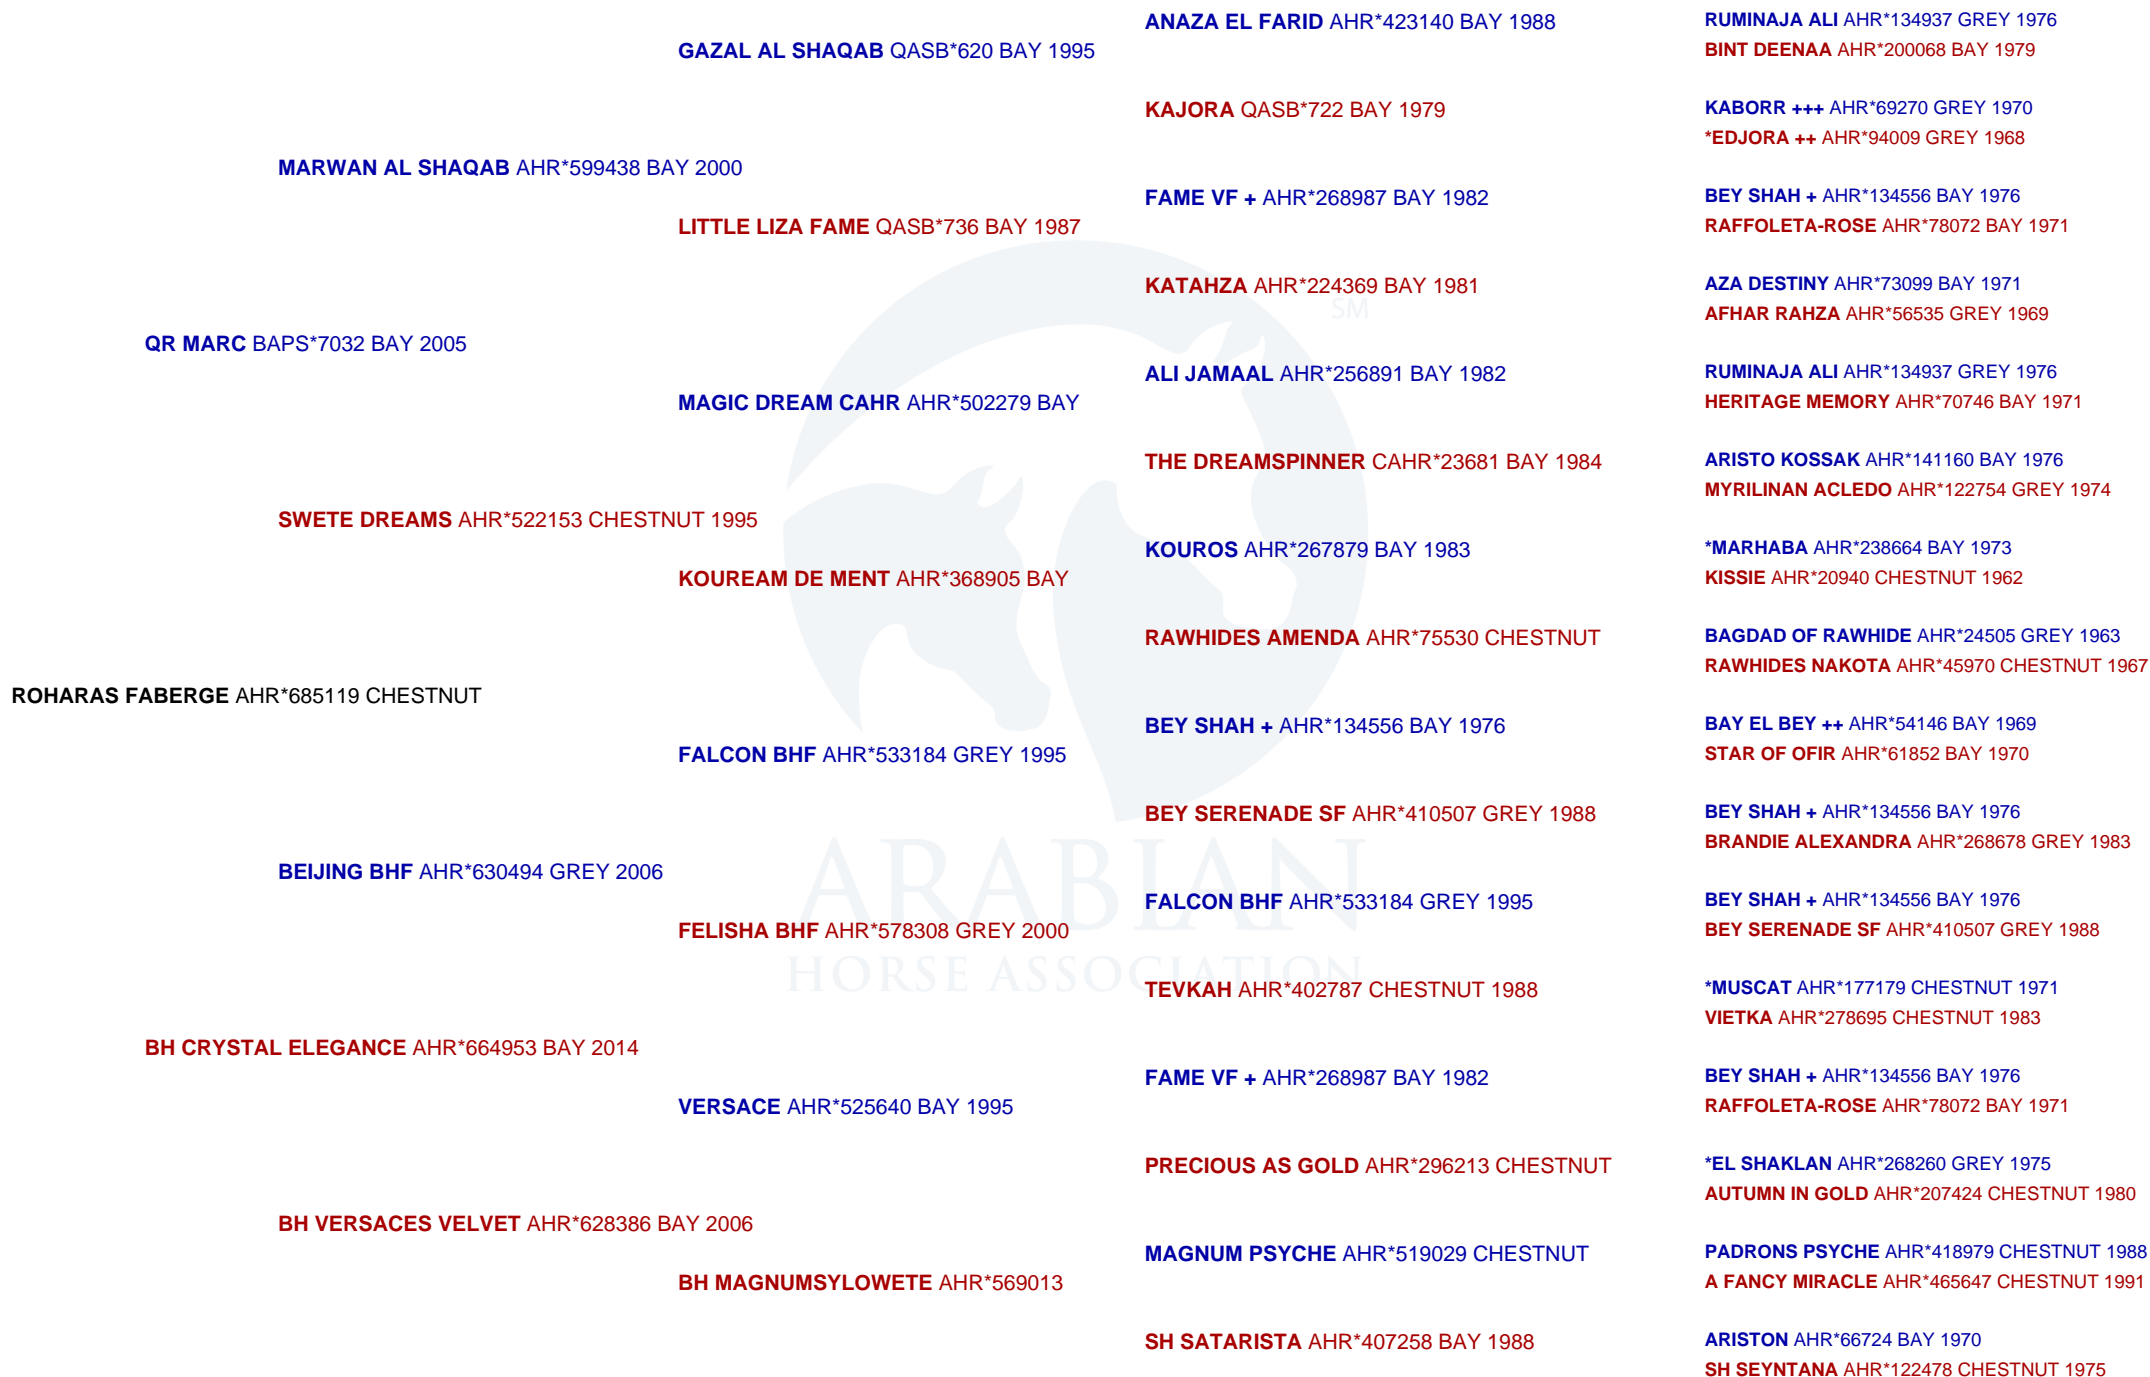 ANAZA EL FARID AHR*423140 BAY 1988
RUMINAJA ALI AHR*134937 GREY 1976
GAZAL AL SHAQAB QASB*620 BAY 1995
BINT DEENAA AHR*200068 BAY 1979
KAJORA QASB*722 BAY 1979
KABORR +++ AHR*69270 GREY 1970
*EDJORA ++ AHR*94009 GREY 1968
MARWAN AL SHAQAB AHR*599438 BAY 2000
FAME VF + AHR*268987 BAY 1982
BEY SHAH + AHR*134556 BAY 1976
LITTLE LIZA FAME QASB*736 BAY 1987
RAFFOLETA-ROSE AHR*78072 BAY 1971
KATAHZA AHR*224369 BAY 1981
AZA DESTINY AHR*73099 BAY 1971
SM
AFHAR RAHZA AHR*56535 GREY 1969
QR MARC BAPS*7032 BAY 2005
ALI JAMAAL AHR*256891 BAY 1982
RUMINAJA ALI AHR*134937 GREY 1976
MAGIC DREAM CAHR AHR*502279 BAY
HERITAGE MEMORY AHR*70746 BAY 1971
THE DREAMSPINNER CAHR*23681 BAY 1984
ARISTO KOSSAK AHR*141160 BAY 1976
MYRILINAN ACLEDO AHR*122754 GREY 1974
SWETE DREAMS AHR*522153 CHESTNUT 1995
KOUROS AHR*267879 BAY 1983
*MARHABA AHR*238664 BAY 1973
KOUREAM DE MENT AHR*368905 BAY
KISSIE AHR*20940 CHESTNUT 1962
RAWHIDES AMENDA AHR*75530 CHESTNUT
BAGDAD OF RAWHIDE AHR*24505 GREY 1963
RAWHIDES NAKOTA AHR*45970 CHESTNUT 1967
ROHARAS FABERGE AHR*685119 CHESTNUT
BEY SHAH + AHR*134556 BAY 1976
BAY EL BEY ++ AHR*54146 BAY 1969
FALCON BHF AHR*533184 GREY 1995
STAR OF OFIR AHR*61852 BAY 1970
BEY SERENADE SF AHR*410507 GREY 1988
BEY SHAH + AHR*134556 BAY 1976
BRANDIE ALEXANDRA AHR*268678 GREY 1983
BEIJING BHF AHR*630494 GREY 2006
ARABIAN
FALCON BHF AHR*533184 GREY 1995
BEY SHAH + AHR*134556 BAY 1976
FELISHA BHF AHR*578308 GREY 2000
BEY SERENADE SF AHR*410507 GREY 1988
HORSE ASSOCIATION
TEVKAH AHR*402787 CHESTNUT 1988
*MUSCAT AHR*177179 CHESTNUT 1971
VIETKA AHR*278695 CHESTNUT 1983
BH CRYSTAL ELEGANCE AHR*664953 BAY 2014
FAME VF + AHR*268987 BAY 1982
BEY SHAH + AHR*134556 BAY 1976
VERSACE AHR*525640 BAY 1995
RAFFOLETA-ROSE AHR*78072 BAY 1971
PRECIOUS AS GOLD AHR*296213 CHESTNUT
*EL SHAKLAN AHR*268260 GREY 1975
AUTUMN IN GOLD AHR*207424 CHESTNUT 1980
BH VERSACES VELVET AHR*628386 BAY 2006
MAGNUM PSYCHE AHR*519029 CHESTNUT
PADRONS PSYCHE AHR*418979 CHESTNUT 1988
BH MAGNUMSYLOWETE AHR*569013
A FANCY MIRACLE AHR*465647 CHESTNUT 1991
SH SATARISTA AHR*407258 BAY 1988
ARISTON AHR*66724 BAY 1970
SH SEYNTANA AHR*122478 CHESTNUT 1975